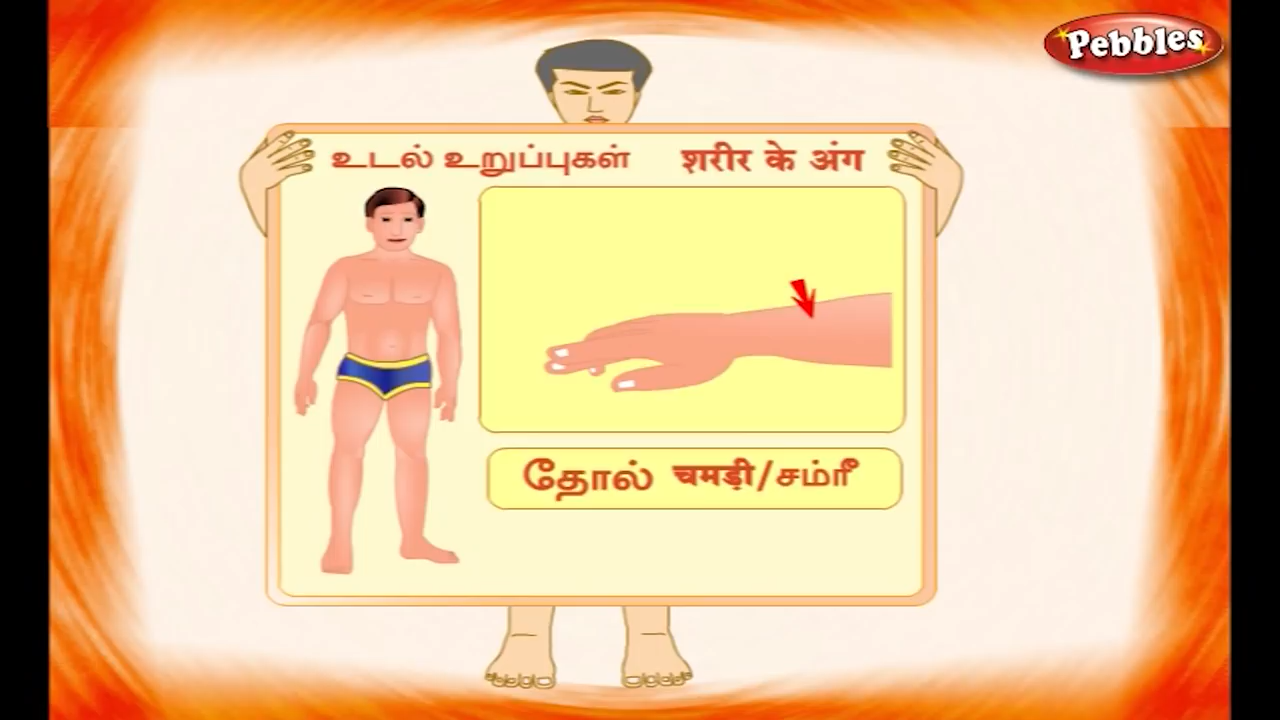 Pebbles
உடல் உறுப்புகள் शरीर के अंग
தோல் चमड़ी/சம்ரீ